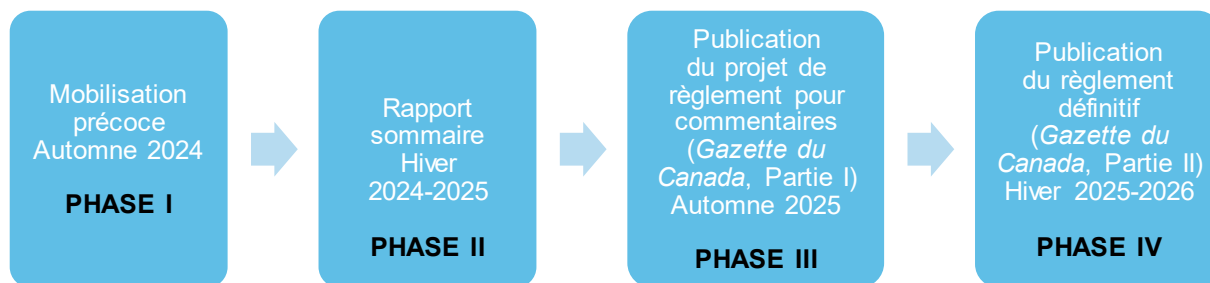 Mobilisation
précoce
Automne 2024
PHASE I
Rapport
sommaire
Hiver
2024-2025
PHASE II
Publication
du projet de
règlement pour
commentaires
(Gazette du
Canada, Partie I)
Automne 2025
PHASE III
Publication
du règlement
définitif
(Gazette du
Canada, Partie II)
Hiver 2025-2026
PHASE IV